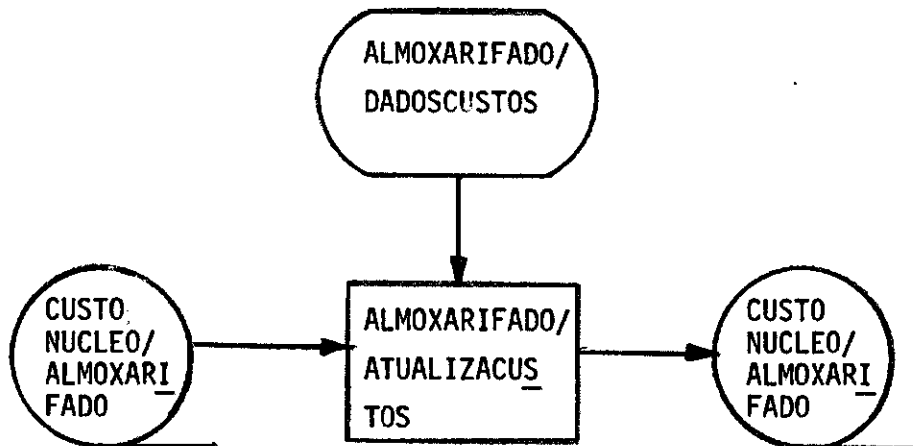 ALMOXARIFADO/
DADOSCUSTOS
CUSTO
NUCLEO/
ALMOXARI
FADO
ALMOXARIFADO/
ATUALIZACUS
TOS
CUSTO
NUCLEO/
ALMOXARI
FADO